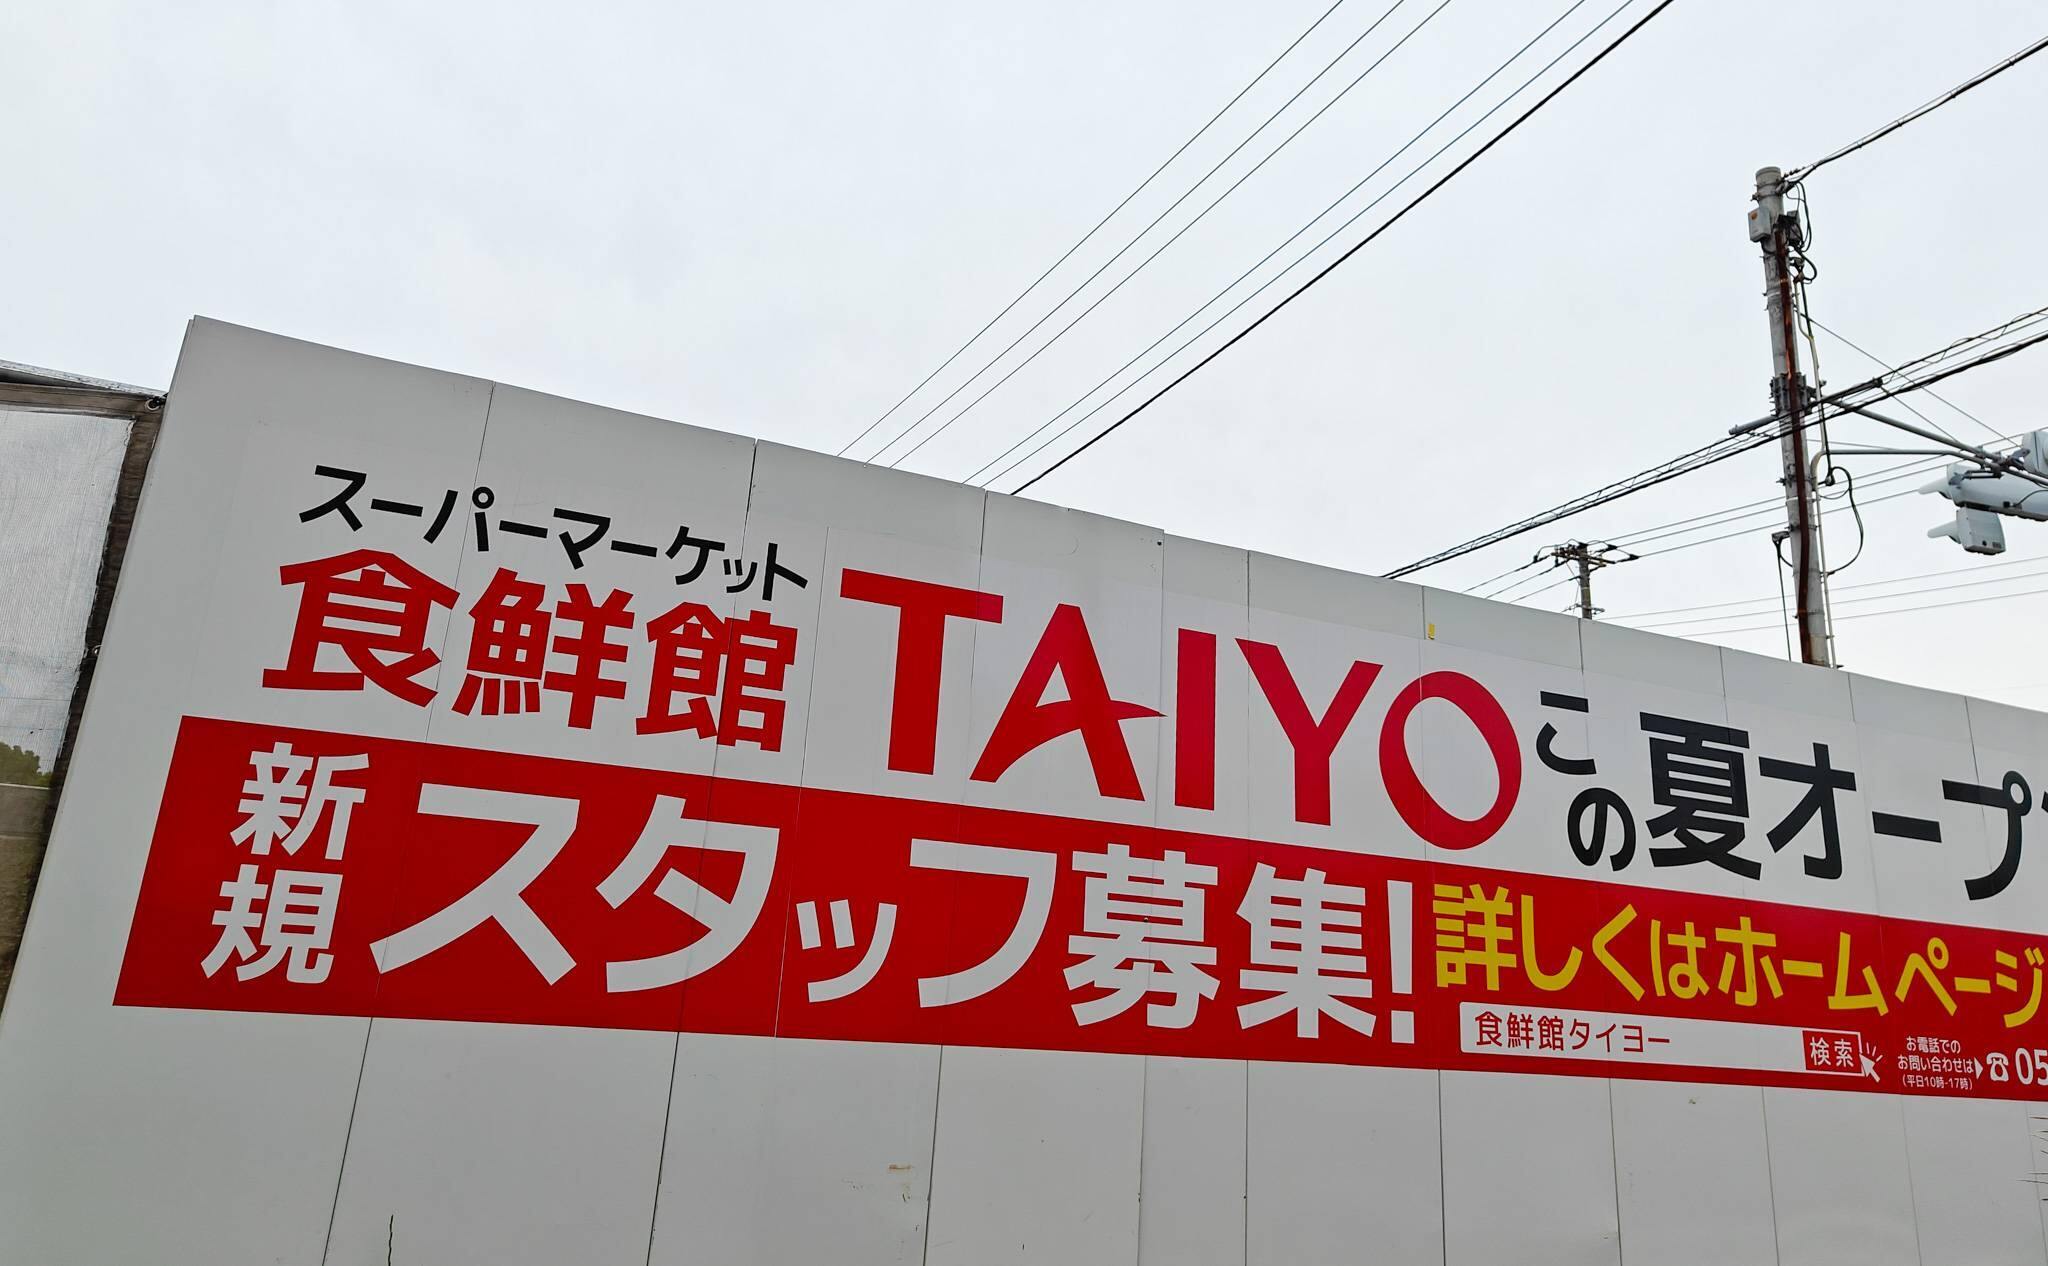 スーパーマーケット
食鮮館 TAIYO この夏オープ
新規 スタッフ募集! 詳しくはホームページ
食鮮館タイヨー 検索
お電話での
お問い合わせは ☎05
(平日10時-17時)